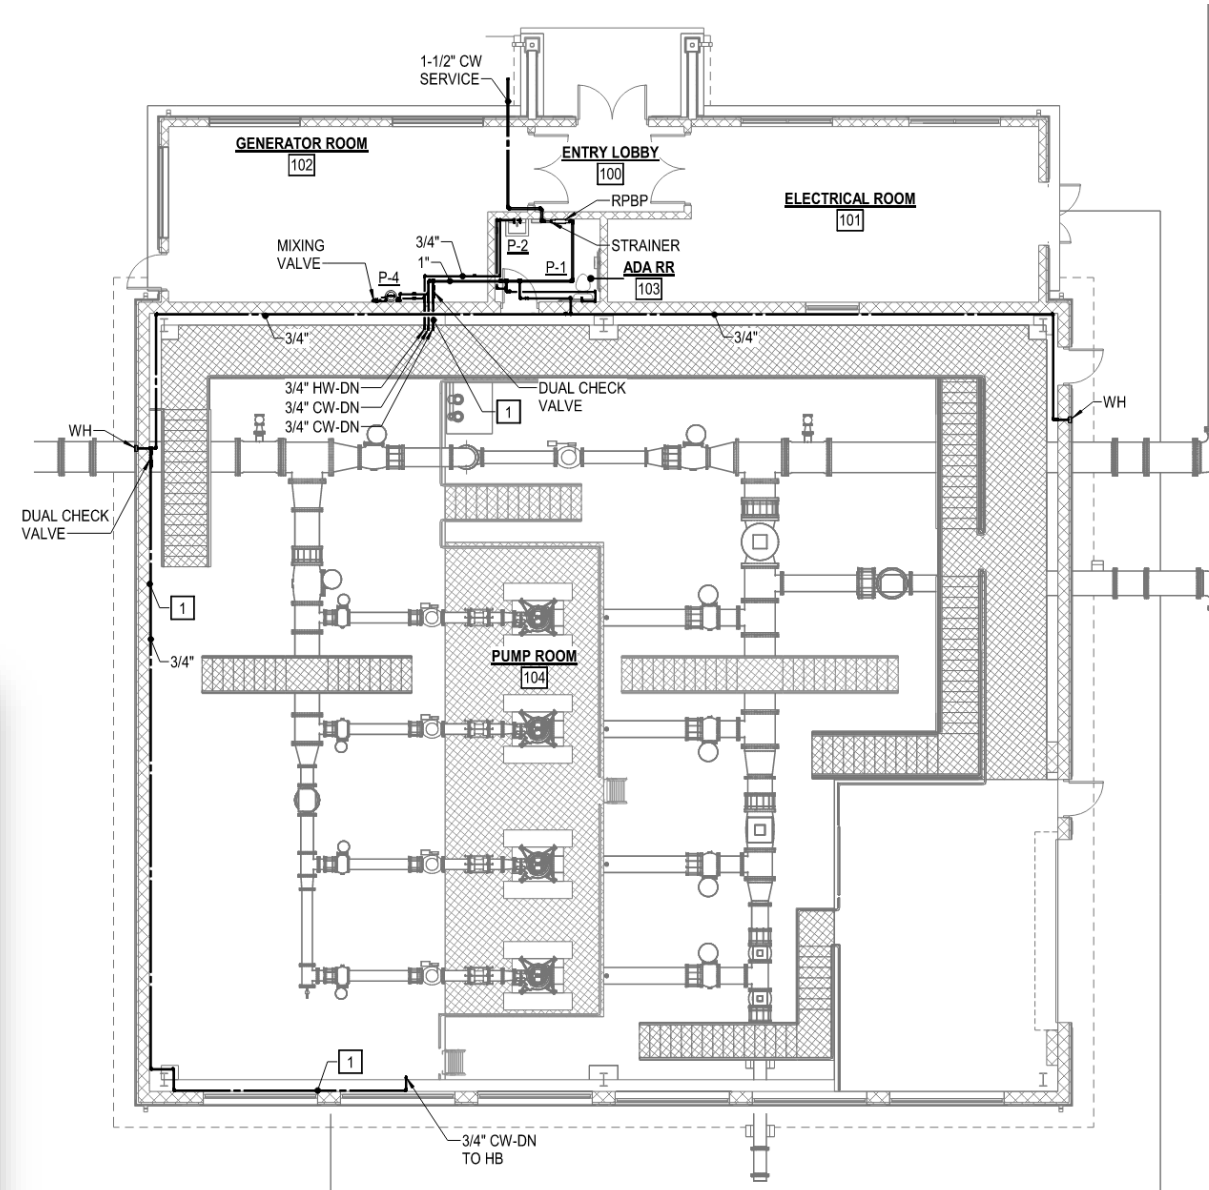 1-1/2" CW
SERVICE
GENERATOR ROOM
102
ENTRY LOBBY
100
ELECTRICAL ROOM
101
RPBP
STRAINER
MIXING
VALVE
P-4
3/4"
1"
P-2
P-1
ADA RR
103
3/4"
3/4"
3/4" HW-DN
3/4" CW-DN
3/4" CW-DN
DUAL CHECK
VALVE
1
WH
WH
DUAL CHECK
VALVE
1
3/4"
PUMP ROOM
104
1
3/4" CW-DN
TO HB